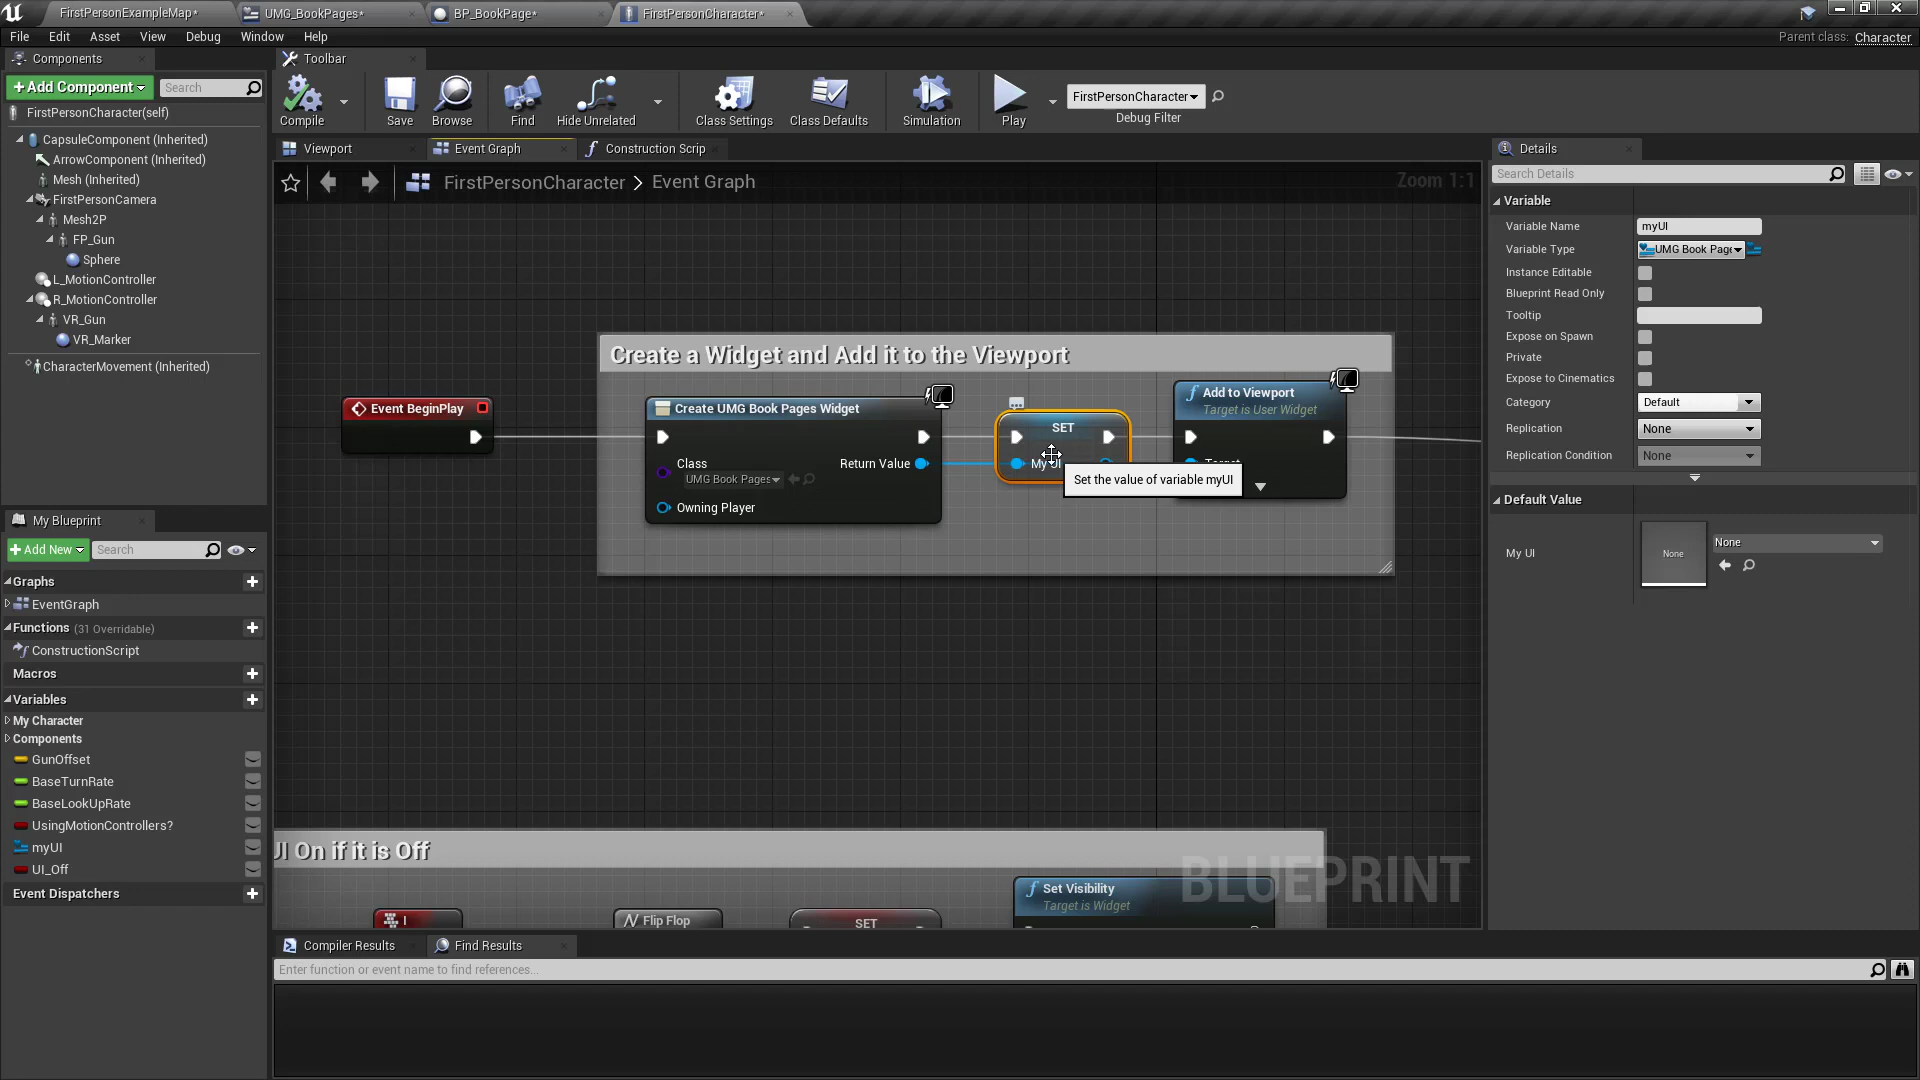 FirstPersonExampleMap*
UMG_BookPages*
BP_BookPage*
FirstPersonCharacter*
File
Edit
Asset
View
Debug
Window
Help
Parent class: Character
Components
Toolbar
+Add Component
Search
FirstPersonCharacter(self)
CapsuleComponent (Inherited)
ArrowComponent (Inherited)
Mesh (Inherited)
FirstPersonCamera
Mesh2P
FP_Gun
Sphere
L_MotionController
R_MotionController
VR_Gun
VR_Marker
CharacterMovement (Inherited)
Compile
Save
Browse
Find
Hide Unrelated
Class Settings
Class Defaults
Simulation
Play
FirstPersonCharacter
Debug Filter
Viewport
Event Graph
Construction Scrip
FirstPersonCharacter > Event Graph
Zoom 1:1
Create a Widget and Add it to the Viewport
Event BeginPlay
Create UMG Book Pages Widget
Class
UMG Book Pages
Return Value
Owning Player
SET
My UI
Set the value of variable myUI
Add to Viewport
Target is User Widget
UI On if it is Off
I
Flip Flop
SET
Set Visibility
Target is Widget
BLUEPRINT
My Blueprint
+Add New
Search
Graphs
EventGraph
Functions (31 Overridable)
ConstructionScript
Macros
Variables
My Character
Components
GunOffset
BaseTurnRate
BaseLookUpRate
UsingMotionControllers?
myUI
UI_Off
Event Dispatchers
Compiler Results
Find Results
Enter function or event name to find references...
Details
Search Details
Variable
Variable Name
myUI
Variable Type
UMG Book Page
Instance Editable
Blueprint Read Only
Tooltip
Expose on Spawn
Private
Expose to Cinematics
Category
Default
Replication
None
Replication Condition
None
Default Value
My UI
None
None